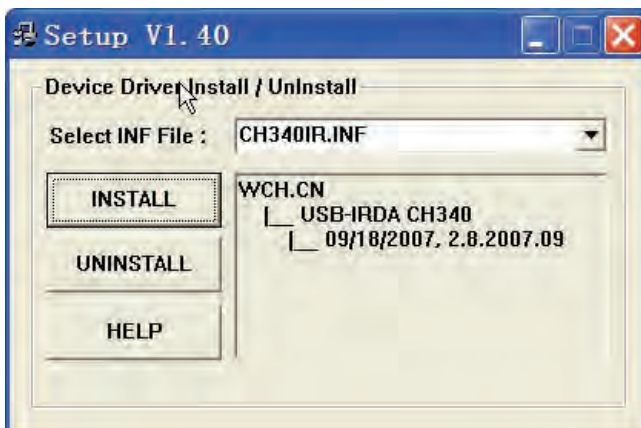 Setup V1.40
Device Driver Install / UnInstall
Select INF File :
CH340IR.INF
INSTALL
UNINSTALL
HELP
WCH.CN
|__ USB-IRDA CH340
|__ 09/18/2007, 2.8.2007.09